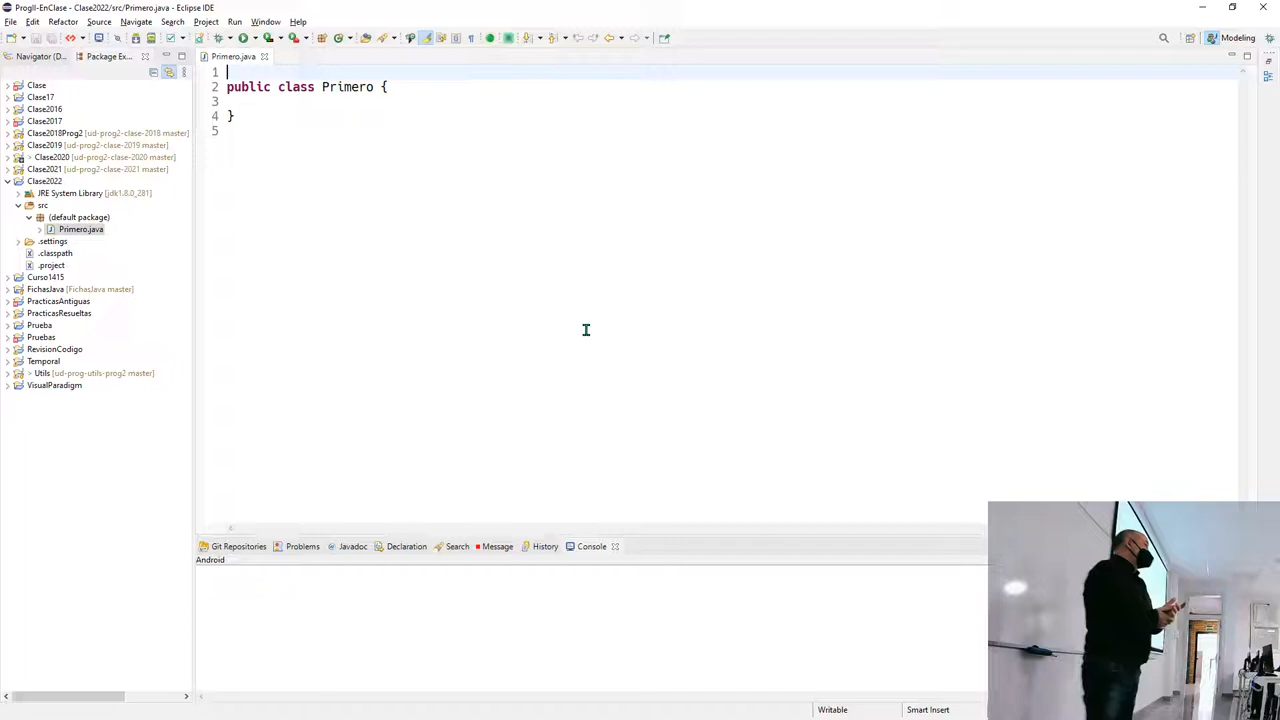 ProgII-EnClase - Clase2022/src/Primero.java - Eclipse IDE
File Edit Refactor Source Navigate Search Project Run Window Help
Modeling
Navigator (D... Package Ex... Primero.java
1
2 public class Primero {
3
4 }
5
Clase
Clase17
Clase2016
Clase2017
Clase2018Prog2 [ud-prog2-clase-2018 master]
Clase2019 [ud-prog2-clase-2019 master]
> Clase2020 [ud-prog2-clase-2020 master]
Clase2021 [ud-prog2-clase-2021 master]
Clase2022
JRE System Library [jdk1.8.0_281]
src
(default package)
Primero.java
.settings
.classpath
.project
Curso1415
FichasJava [FichasJava master]
PracticasAntiguas
PracticasResueltas
Prueba
Pruebas
RevisionCodigo
Temporal
> Utils [ud-prog-utils-prog2 master]
VisualParadigm
Git Repositories Problems Javadoc Declaration Search Message History Console
Android
Writable Smart Insert